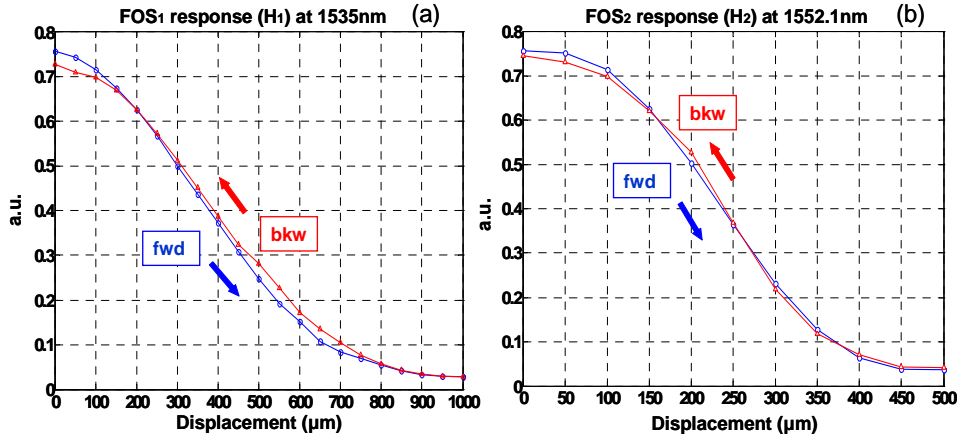 FOS1 response (H1) at 1535nm (a)
a.u.
0.8
0.7
0.6
0.5
0.4
0.3
0.2
0.1
0
fwd
bkw
0 100 200 300 400 500 600 700 800 900 1000
Displacement (µm)
FOS2 response (H2) at 1552.1nm (b)
a.u.
0.8
0.7
0.6
0.5
0.4
0.3
0.2
0.1
0
bkw
fwd
0 50 100 150 200 250 300 350 400 450 500
Displacement (µm)